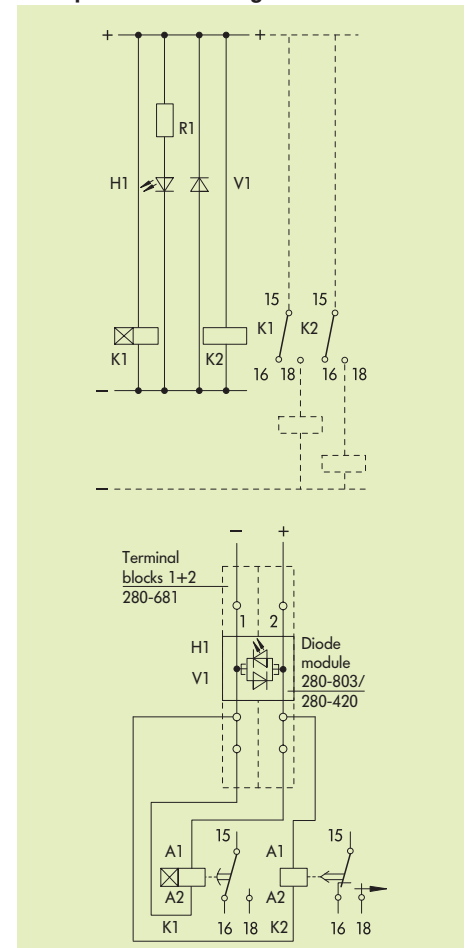 + +
R1
H1 V1
15 15
K1 K2
K1 K2 16 18 16 18
−
−
− +
Terminal
blocks 1+2
280-681
1 2
H1 Diode
V1 module
280-803/
280-420
15 15
A1 A1
A2 A2
K1 16 18 K2 16 18